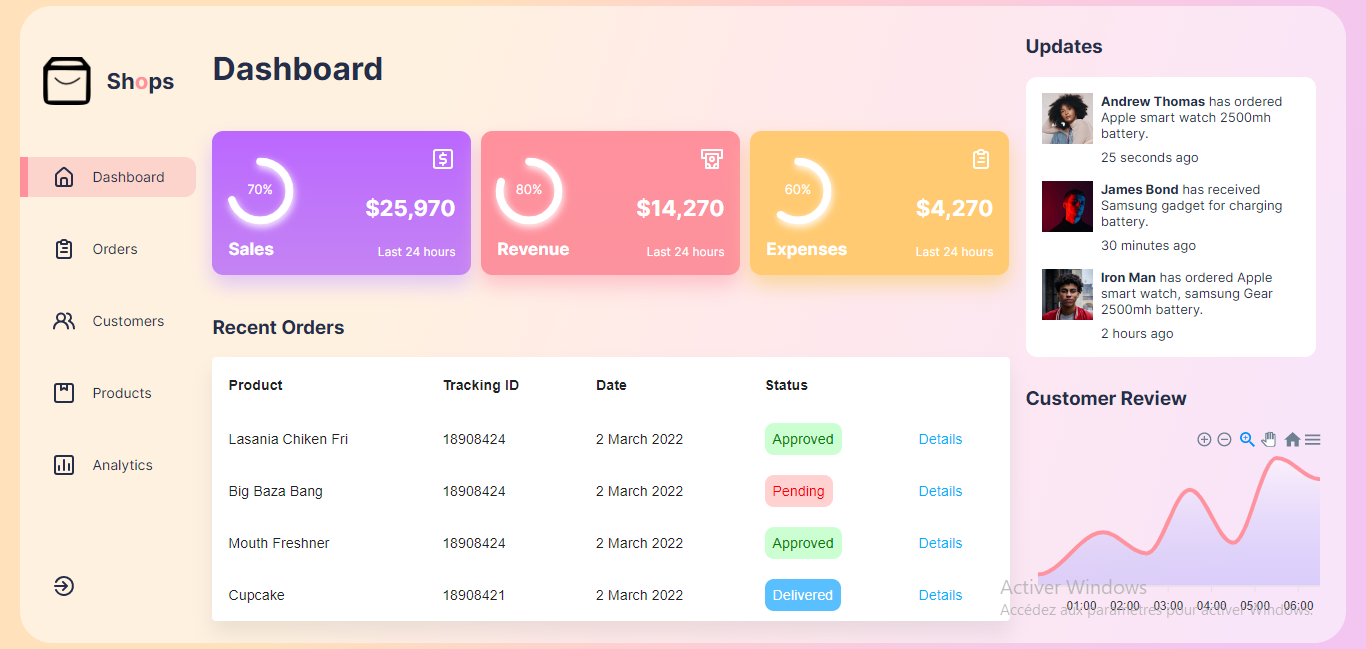 Shops
Dashboard
Orders
Customers
Products
Analytics
Dashboard
70%
$25,970
Sales
Last 24 hours
80%
$14,270
Revenue
Last 24 hours
60%
$4,270
Expenses
Last 24 hours
Recent Orders
Product Tracking ID Date Status
Lasania Chiken Fri 18908424 2 March 2022 Approved Details
Big Baza Bang 18908424 2 March 2022 Pending Details
Mouth Freshner 18908424 2 March 2022 Approved Details
Cupcake 18908421 2 March 2022 Delivered Details
Updates
Andrew Thomas has ordered
Apple smart watch 2500mh
battery.
25 seconds ago
James Bond has received
Samsung gadget for charging
battery.
30 minutes ago
Iron Man has ordered Apple
smart watch, samsung Gear
2500mh battery.
2 hours ago
Customer Review
01:00 02:00 03:00 04:00 05:00 06:00
Activer Windows
Accédez aux paramètres pour activer Windows.